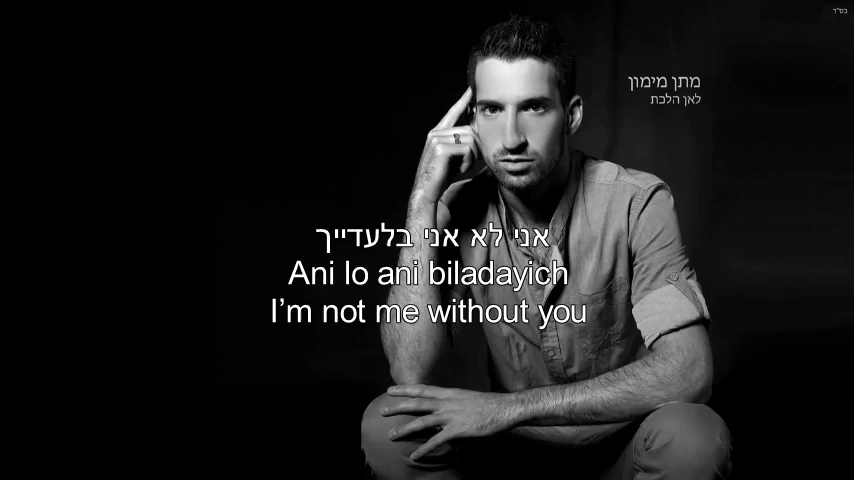 בס"ד
מתן מימון
לאן הלכת
אני לא אני בלעדייך
Ani lo ani biladayich
I'm not me without you